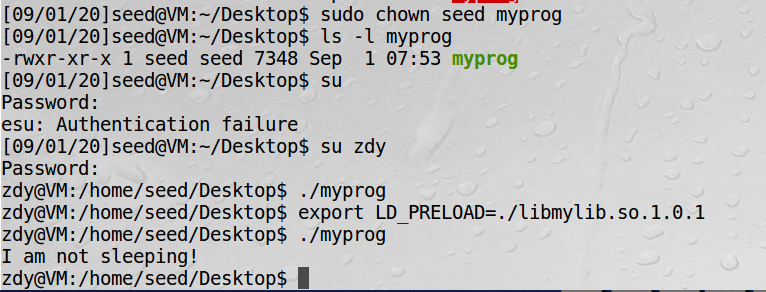 [09/01/20]seed@VM:~/Desktop$ sudo chown seed myprog
[09/01/20]seed@VM:~/Desktop$ ls -l myprog
-rwxr-xr-x 1 seed seed 7348 Sep  1 07:53 myprog
[09/01/20]seed@VM:~/Desktop$ su
Password:
esu: Authentication failure
[09/01/20]seed@VM:~/Desktop$ su zdy
Password:
zdy@VM:/home/seed/Desktop$ ./myprog
zdy@VM:/home/seed/Desktop$ export LD_PRELOAD=./libmylib.so.1.0.1
zdy@VM:/home/seed/Desktop$ ./myprog
I am not sleeping!
zdy@VM:/home/seed/Desktop$